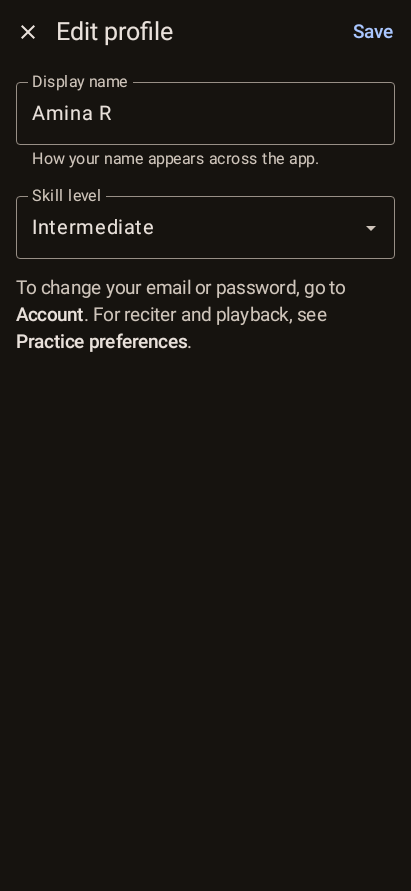 Edit profile
Save
Display name
Amina R
How your name appears across the app.
Skill level
Intermediate
To change your email or password, go to
Account. For reciter and playback, see
Practice preferences.